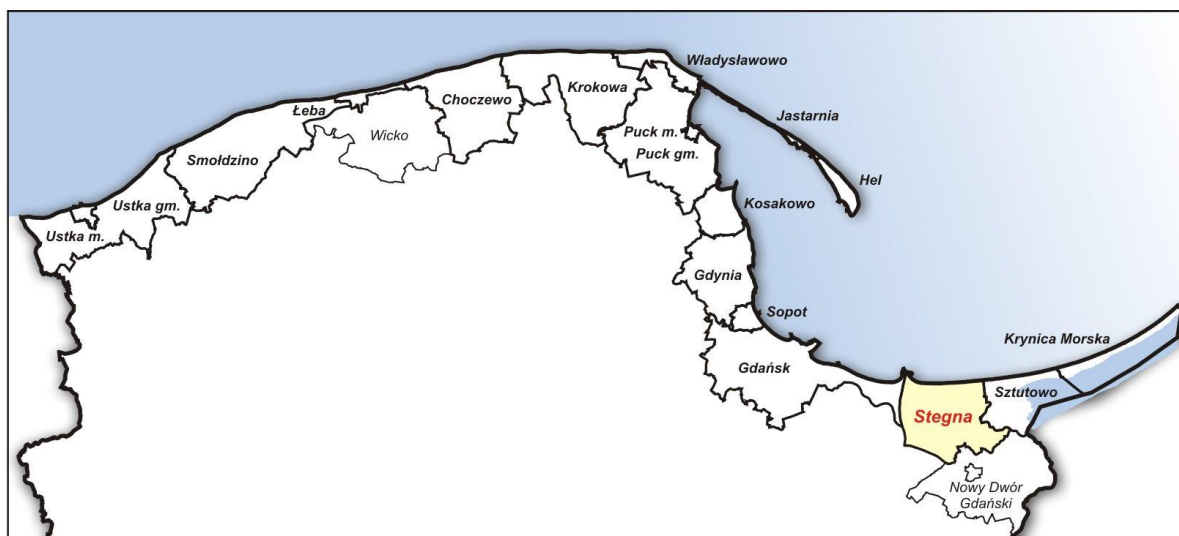 Władysławowo
Krokowa
Choczewo
Łeba
Jastarnia
Wicko
Puck m.
Puck gm.
Smołdzino
Hel
Ustka gm.
Kosakowo
Ustka m.
Gdynia
Sopot
Krynica Morska
Gdańsk
Sztutowo
Stegna
Nowy Dwór
Gdański